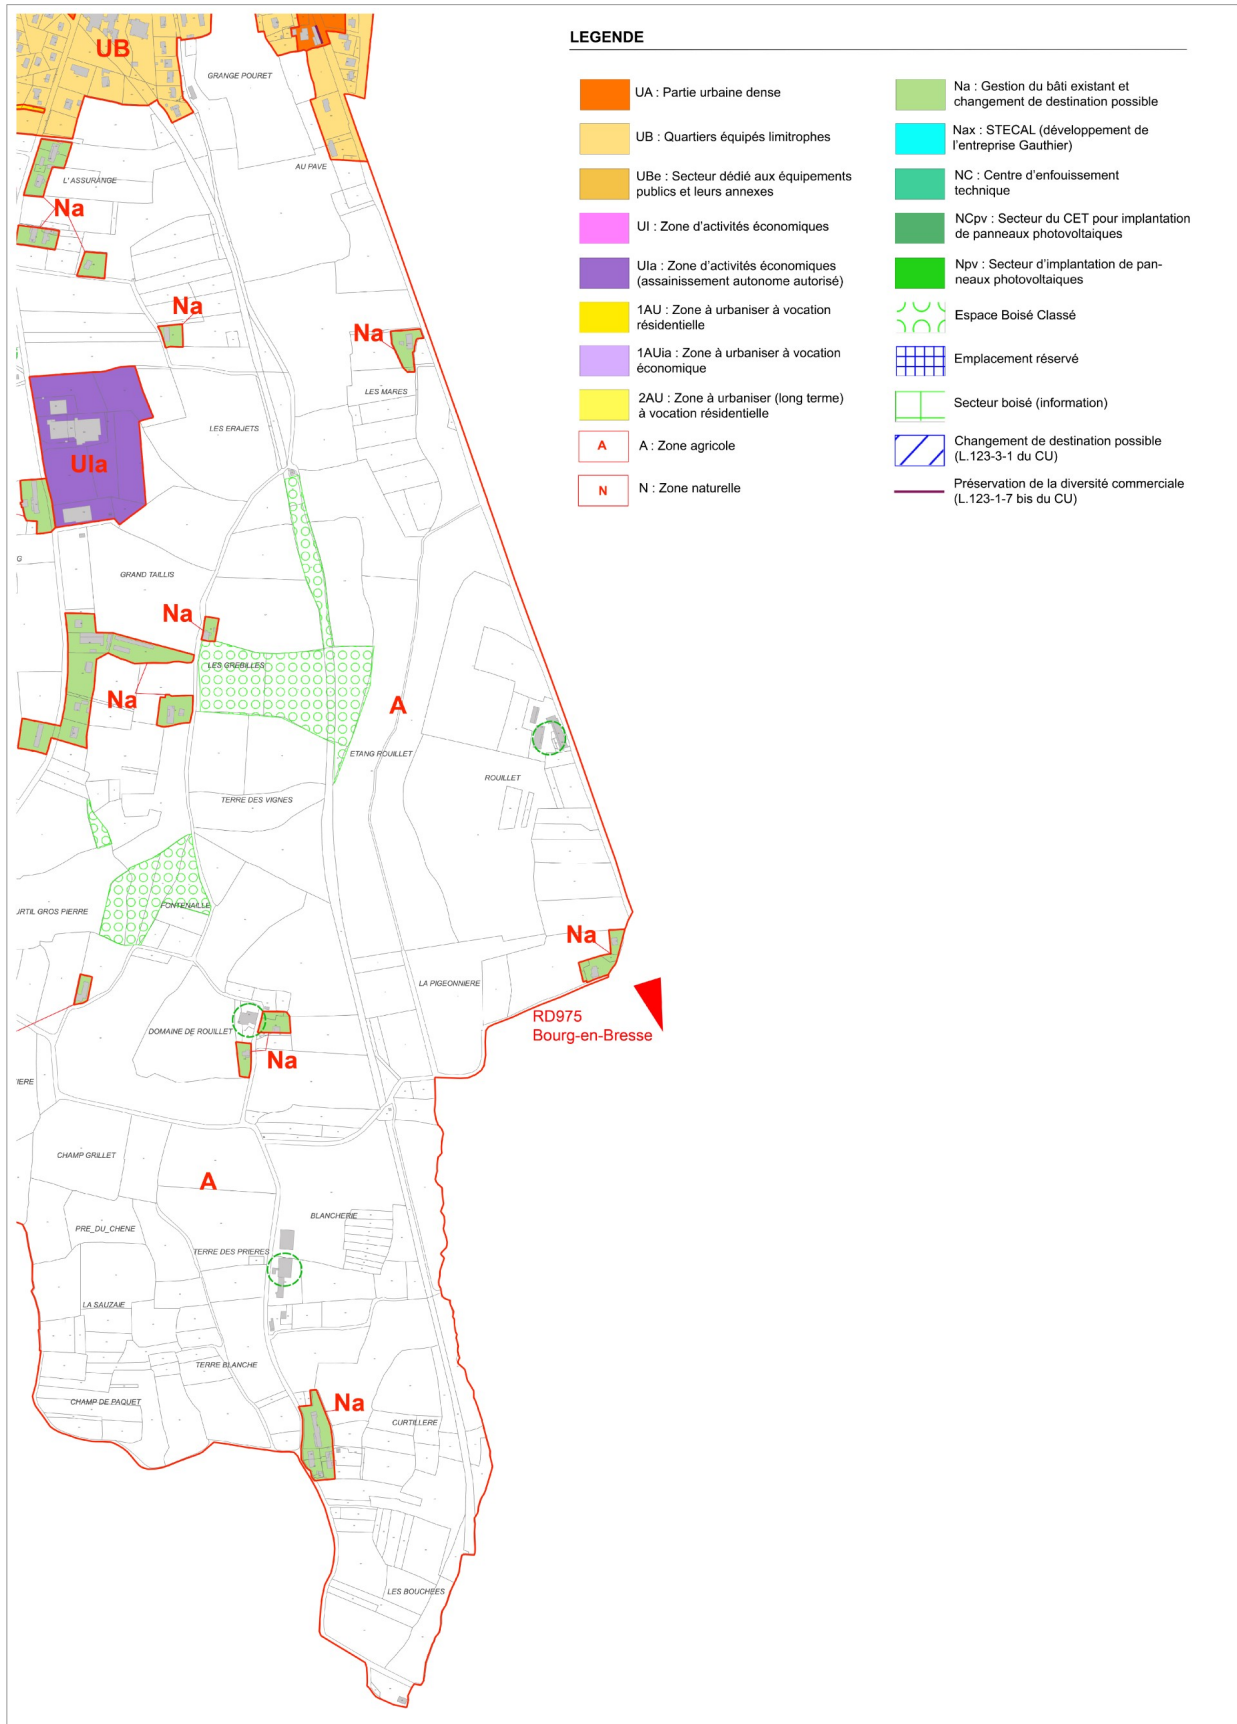 LEGENDE
UA : Partie urbaine dense
UB : Quartiers équipés limitrophes
UBe : Secteur dédié aux équipements
publics et leurs annexes
UI : Zone d'activités économiques
UIa : Zone d'activités économiques
(assainissement autonome autorisé)
1AU : Zone à urbaniser à vocation
résidentielle
1AUia : Zone à urbaniser à vocation
économique
2AU : Zone à urbaniser (long terme)
à vocation résidentielle
A
A : Zone agricole
N
N : Zone naturelle
Na : Gestion du bâti existant et
changement de destination possible
Nax : STECAL (développement de
l'entreprise Gauthier)
NC : Centre d'enfouissement
technique
NCpv : Secteur du CET pour implantation
de panneaux photovoltaiques
Npv : Secteur d'implantation de pan-
neaux photovoltaiques
Espace Boisé Classé
Emplacement réservé
Secteur boisé (information)
Changement de destination possible
(L.123-3-1 du CU)
Préservation de la diversité commerciale
(L.123-1-7 bis du CU)
UB
GRANGE POURET
AU PAVE
L'ASSURANGE
Na
Na
Na
LES MARES
LES ERAJETS
UIa
G
GRAND TAILLIS
Na
LES GREBILLES
Na
A
ETANG ROUILLET
ROUILLET
TERRE DES VIGNES
URTIL GROS PIERRE
FONTENAILLE
Na
LA PIGEONNIERE
RD975
Bourg-en-Bresse
DOMAINE DE ROUILLET
Na
IERE
CHAMP GRILLET
A
PRE_DU_CHENE
BLANCHERIE
TERRE DES PRIERES
LA SAUZAIE
TERRE BLANCHE
CHAMP DE PAQUET
Na
CURTILLERE
LES BOUCHEES